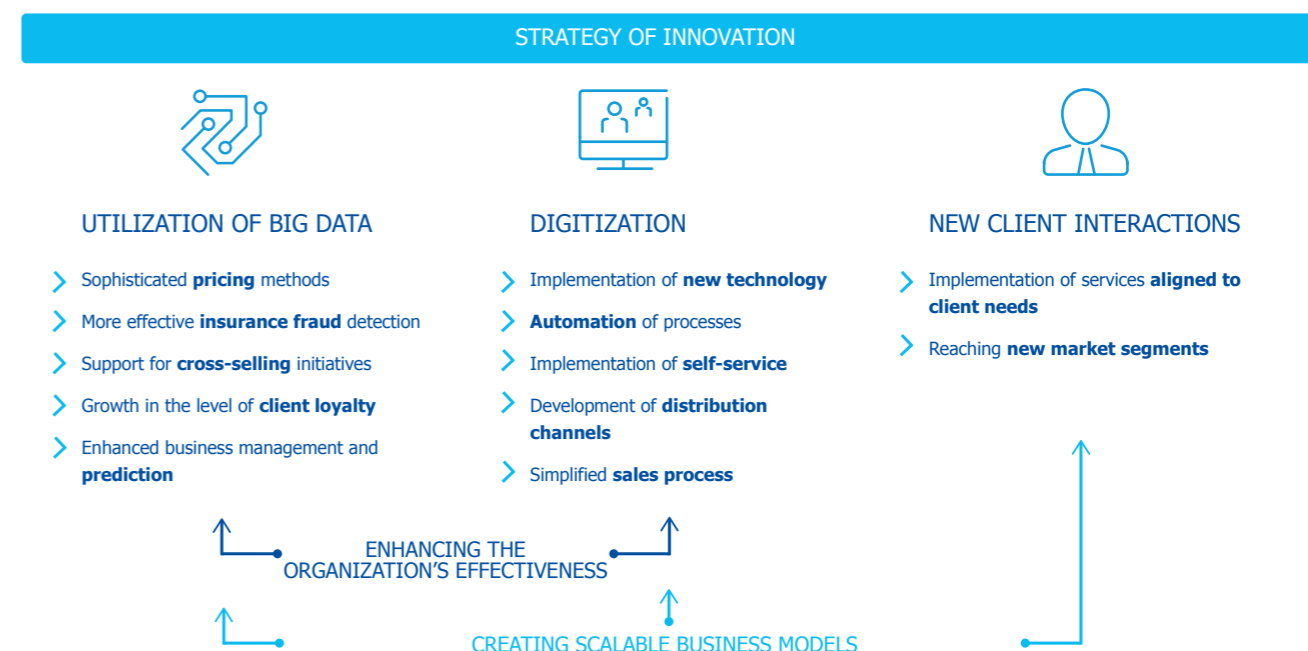 STRATEGY OF INNOVATION
UTILIZATION OF BIG DATA
Sophisticated pricing methods
More effective insurance fraud detection
Support for cross-selling initiatives
Growth in the level of client loyalty
Enhanced business management and
prediction
DIGITIZATION
Implementation of new technology
Automation of processes
Implementation of self-service
Development of distribution
channels
Simplified sales process
NEW CLIENT INTERACTIONS
Implementation of services aligned to
client needs
Reaching new market segments
ENHANCING THE
ORGANIZATION’S EFFECTIVENESS
CREATING SCALABLE BUSINESS MODELS